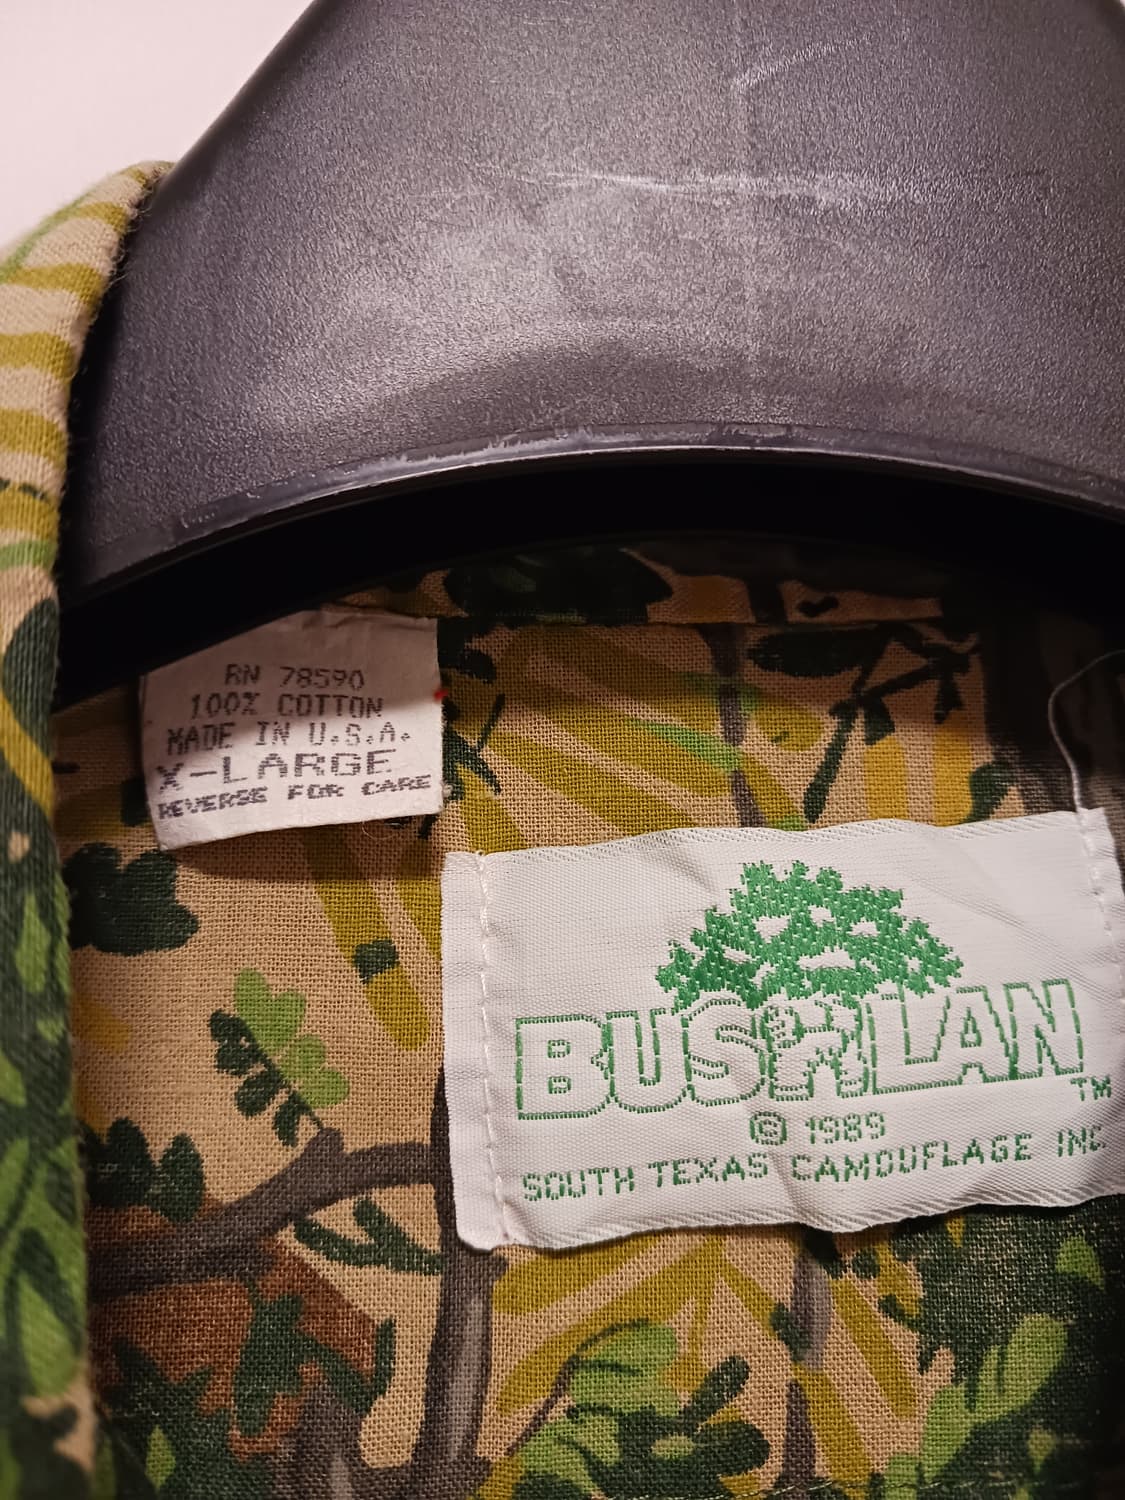 RN 78590
100% COTTON
MADE IN U.S.A.
X-LARGE
REVERSE FOR CARE
BUSHLAN
TM
© 1989
SOUTH TEXAS CAMOUFLAGE INC.